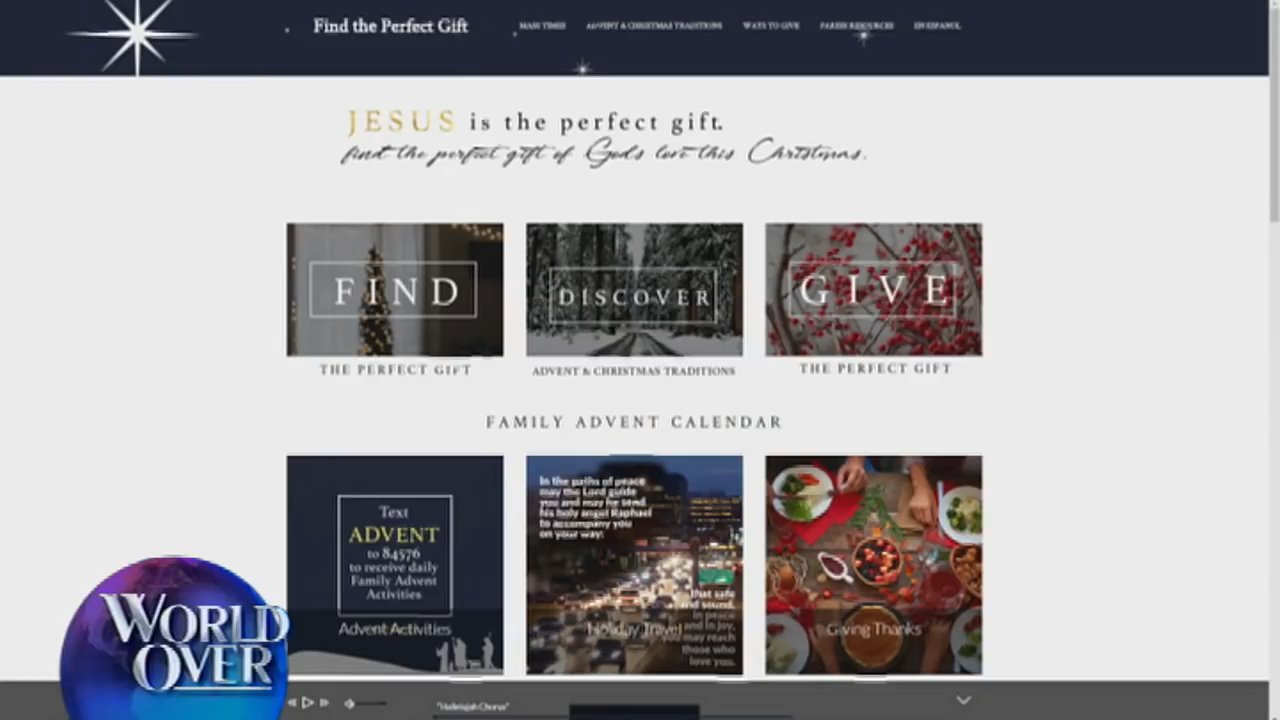 Find the Perfect Gift
MASS TIMES ADVENT & CHRISTMAS TRADITIONS WAYS TO GIVE PARISH RESOURCES EN ESPANOL
JESUS is the perfect gift.
find the perfect gift of God's love this Christmas.
FIND
THE PERFECT GIFT
DISCOVER
ADVENT & CHRISTMAS TRADITIONS
GIVE
THE PERFECT GIFT
FAMILY ADVENT CALENDAR
Text
ADVENT
to 84576
to receive daily
Family Advent
Activities
Advent Activities
In the paths of peace
may the Lord guide
you and may he send
his holy angel Raphael
to accompany you
on your way:
that safe
and sound,
in peace
and in joy,
you may reach
those who
love you.
Holiday Travel
Giving Thanks
WORLD
OVER
"Hallelujah Chorus"